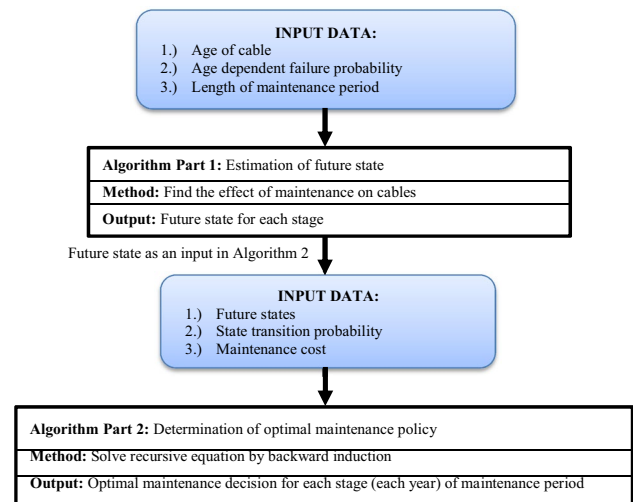 INPUT DATA:
1.) Age of cable
2.) Age dependent failure probability
3.) Length of maintenance period
Algorithm Part 1: Estimation of future state
Method: Find the effect of maintenance on cables
Output: Future state for each stage
Future state as an input in Algorithm 2
INPUT DATA:
1.) Future states
2.) State transition probability
3.) Maintenance cost
Algorithm Part 2: Determination of optimal maintenance policy
Method: Solve recursive equation by backward induction
Output: Optimal maintenance decision for each stage (each year) of maintenance period